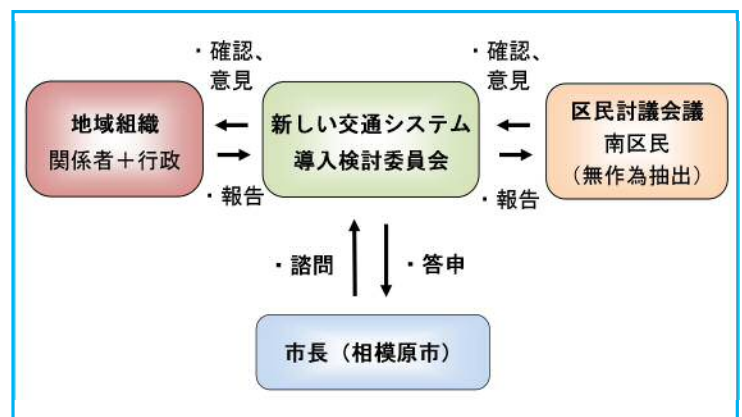 ・確認、
意見
・確認、
意見
地域組織
関係者＋行政
新しい交通システム
導入検討委員会
区民討議会議
南区民
（無作為抽出）
・報告
・報告
・諮問
・答申
市長（相模原市）